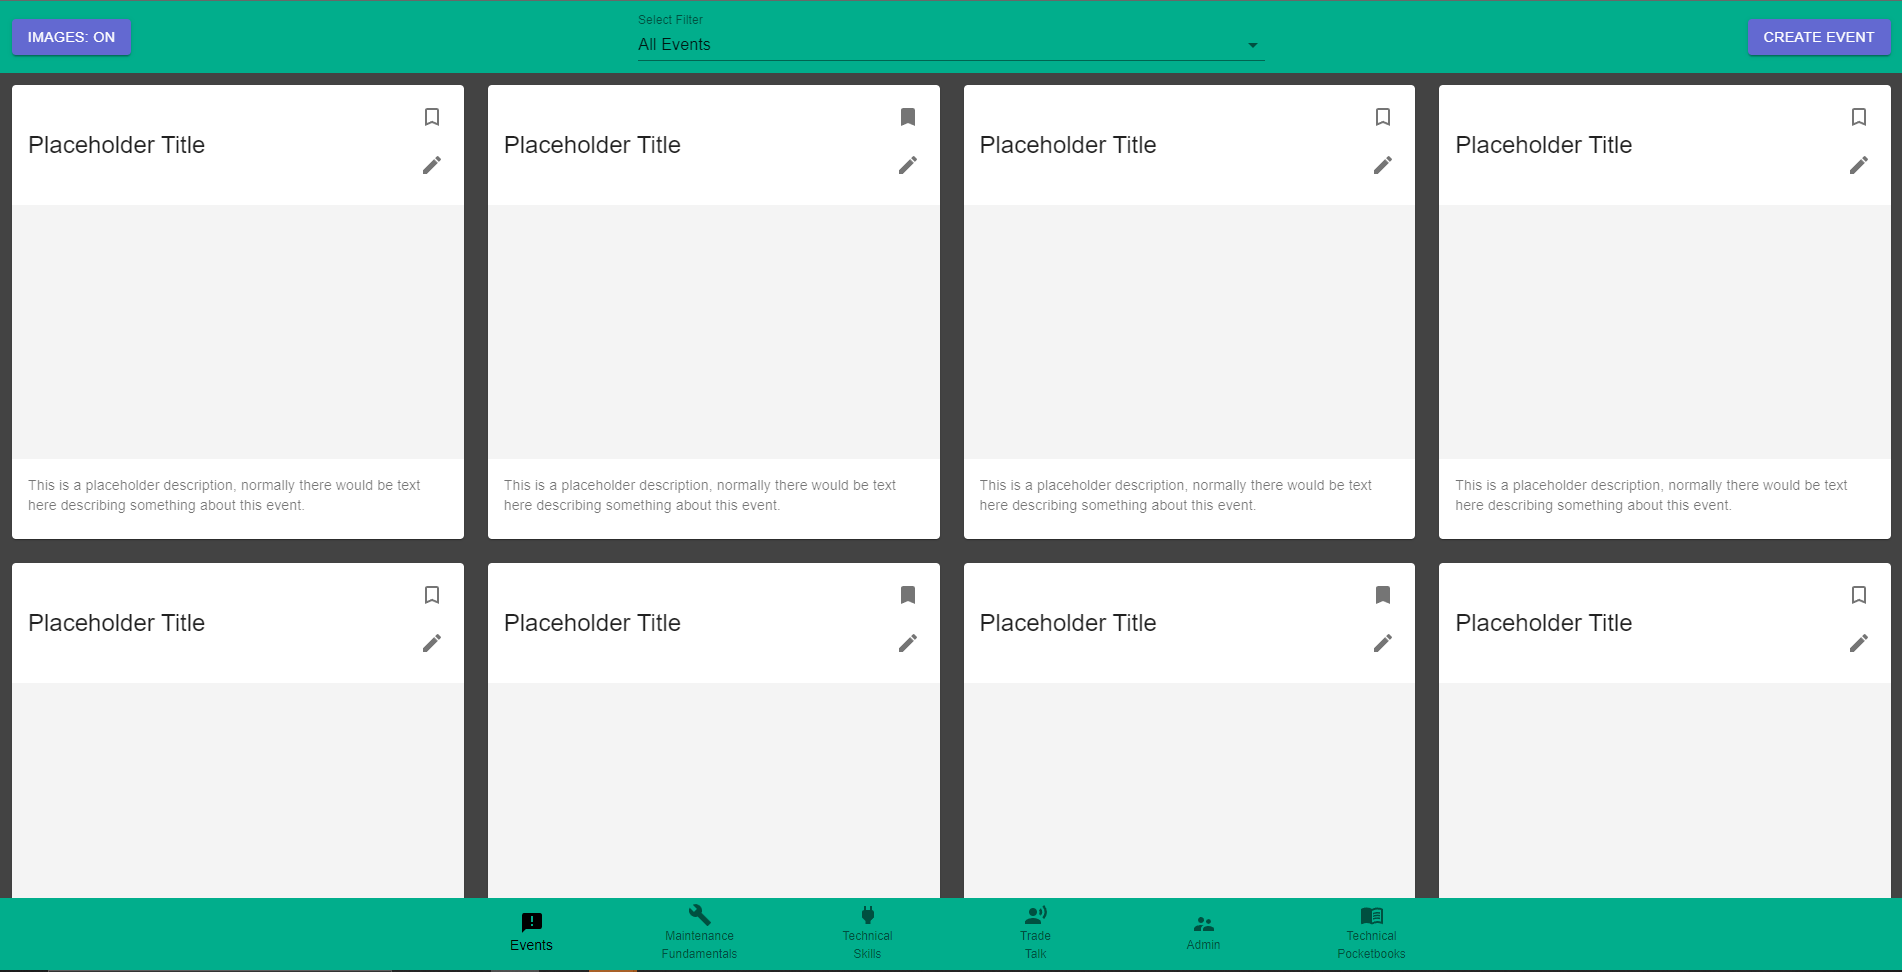 IMAGES: ON
Select Filter
All Events
CREATE EVENT
Placeholder Title
Placeholder Title
Placeholder Title
Placeholder Title
This is a placeholder description, normally there would be text
here describing something about this event.
This is a placeholder description, normally there would be text
here describing something about this event.
This is a placeholder description, normally there would be text
here describing something about this event.
This is a placeholder description, normally there would be text
here describing something about this event.
Placeholder Title
Placeholder Title
Placeholder Title
Placeholder Title
Events
Maintenance
Fundamentals
Technical
Skills
Trade
Talk
Admin
Technical
Pocketbooks